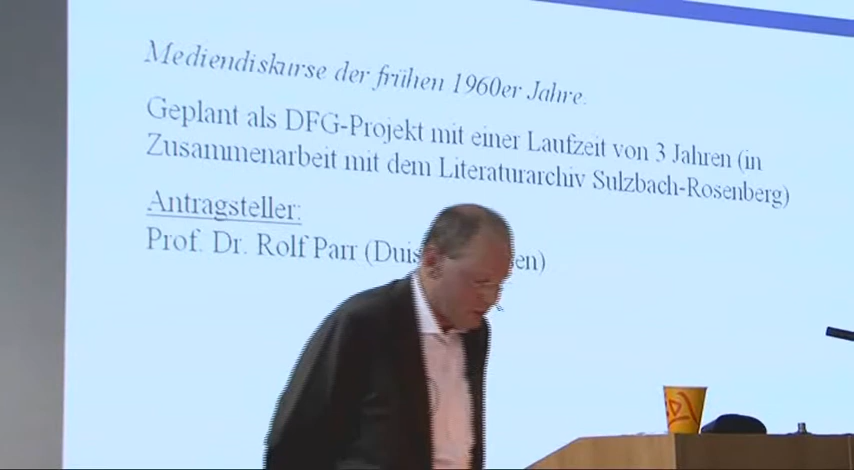 Mediendiskurse der frühen 1960er Jahre.
Geplant als DFG-Projekt mit einer Laufzeit von 3 Jahren (in
Zusammenarbeit mit dem Literaturarchiv Sulzbach-Rosenberg)
Antragsteller:
Prof. Dr. Rolf Parr